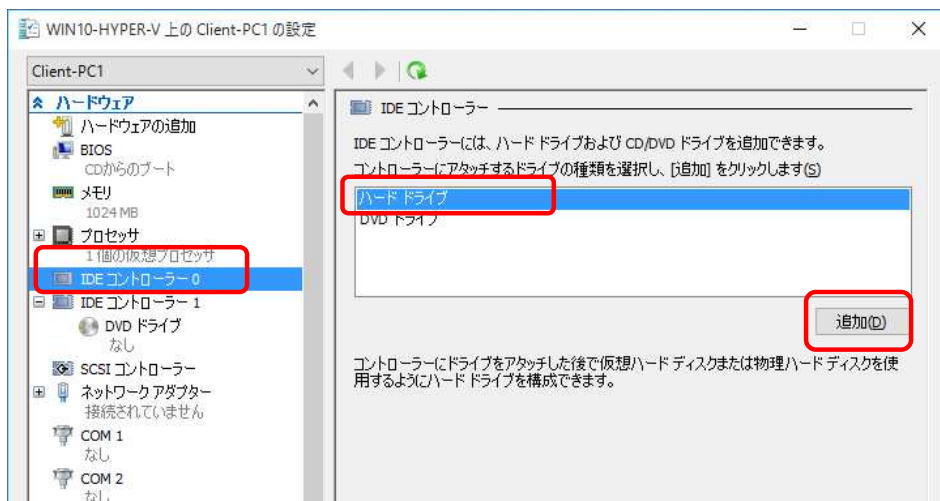 WIN10-HYPER-V 上の Client-PC1 の設定
Client-PC1
ハードウェア
ハードウェアの追加
BIOS
CDからのブート
メモリ
1024 MB
プロセッサ
1 個の仮想プロセッサ
IDE コントローラー 0
IDE コントローラー 1
DVD ドライブ
なし
SCSI コントローラー
ネットワーク アダプター
接続されていません
COM 1
なし
COM 2
なし
IDE コントローラー
IDE コントローラーには、ハード ドライブおよび CD/DVD ドライブを追加できます。
コントローラーにアタッチするドライブの種類を選択し、[追加] をクリックします(S)
ハード ドライブ
DVD ドライブ
追加(D)
コントローラーにドライブをアタッチした後で仮想ハード ディスクまたは物理ハード ディスクを使
用するようにハード ドライブを構成できます。